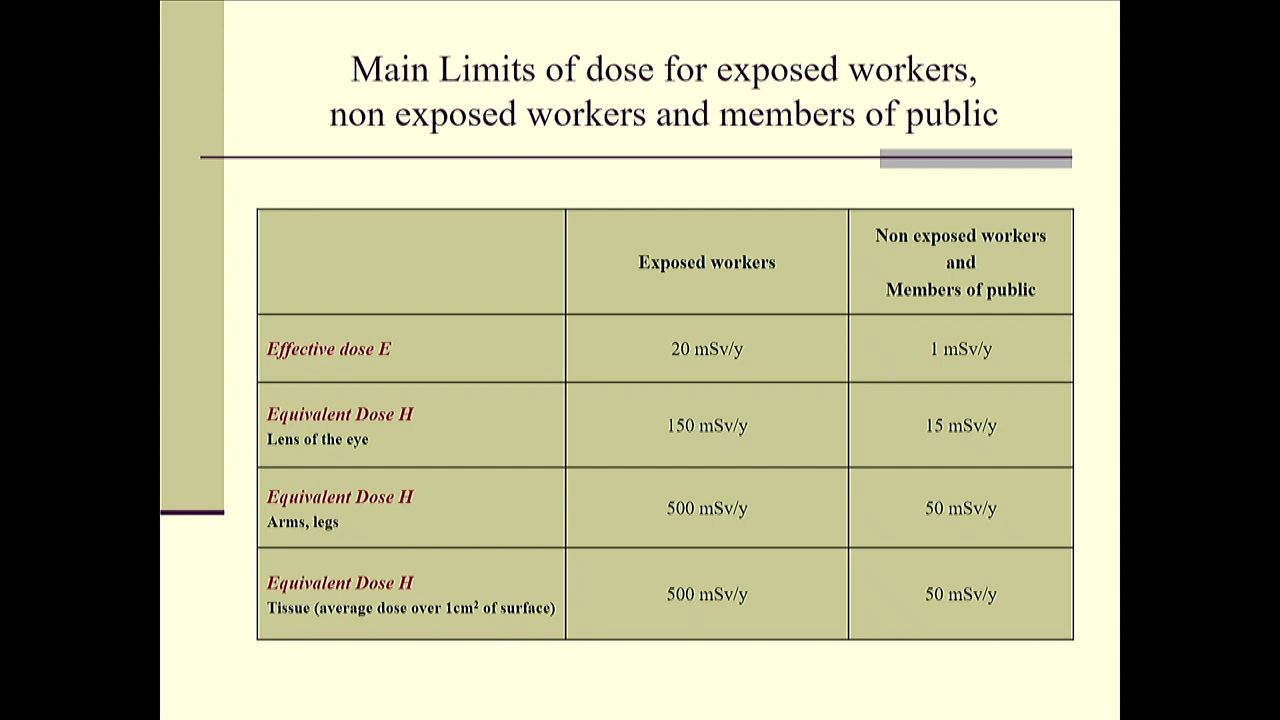 Main Limits of dose for exposed workers,
non exposed workers and members of public
Exposed workers
Non exposed workers
and
Members of public
Effective dose E
20 mSv/y
1 mSv/y
Equivalent Dose H
Lens of the eye
150 mSv/y
15 mSv/y
Equivalent Dose H
Arms, legs
500 mSv/y
50 mSv/y
Equivalent Dose H
Tissue (average dose over 1cm² of surface)
500 mSv/y
50 mSv/y